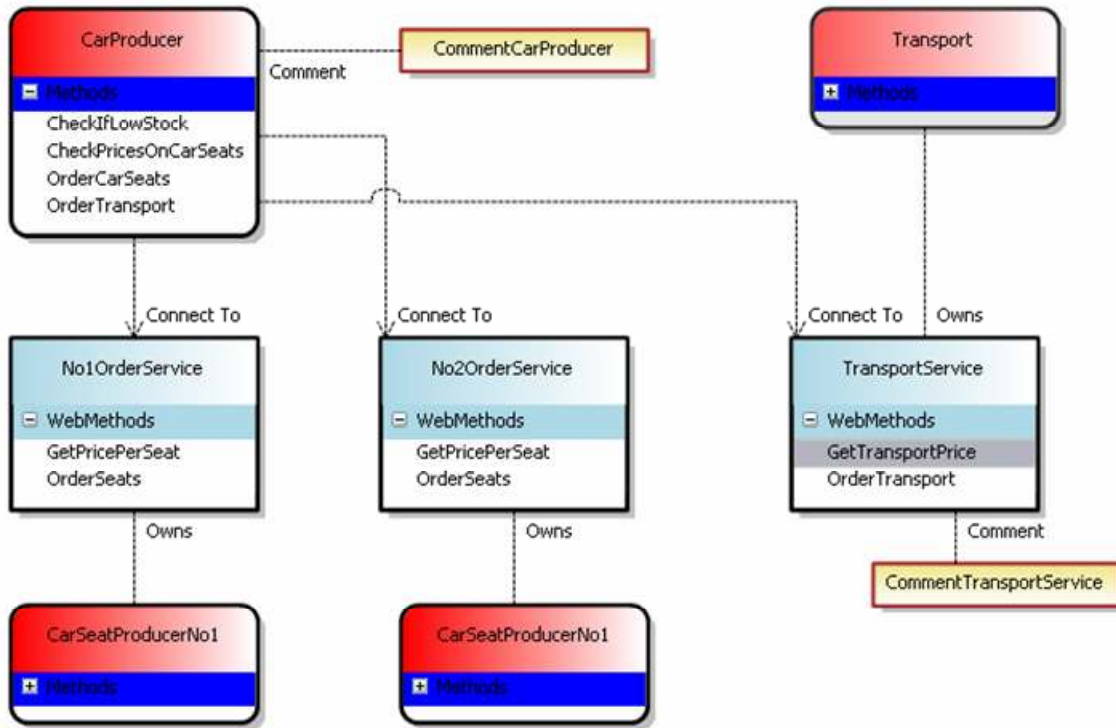 CarProducer
Methods
CheckIfLowStock
CheckPricesOnCarSeats
OrderCarSeats
OrderTransport
Comment
CommentCarProducer
Transport
Methods
Connect To
Connect To
Connect To
Owns
No1OrderService
WebMethods
GetPricePerSeat
OrderSeats
No2OrderService
WebMethods
GetPricePerSeat
OrderSeats
TransportService
WebMethods
GetTransportPrice
OrderTransport
Owns
Owns
Comment
CommentTransportService
CarSeatProducerNo1
Methods
CarSeatProducerNo1
Methods